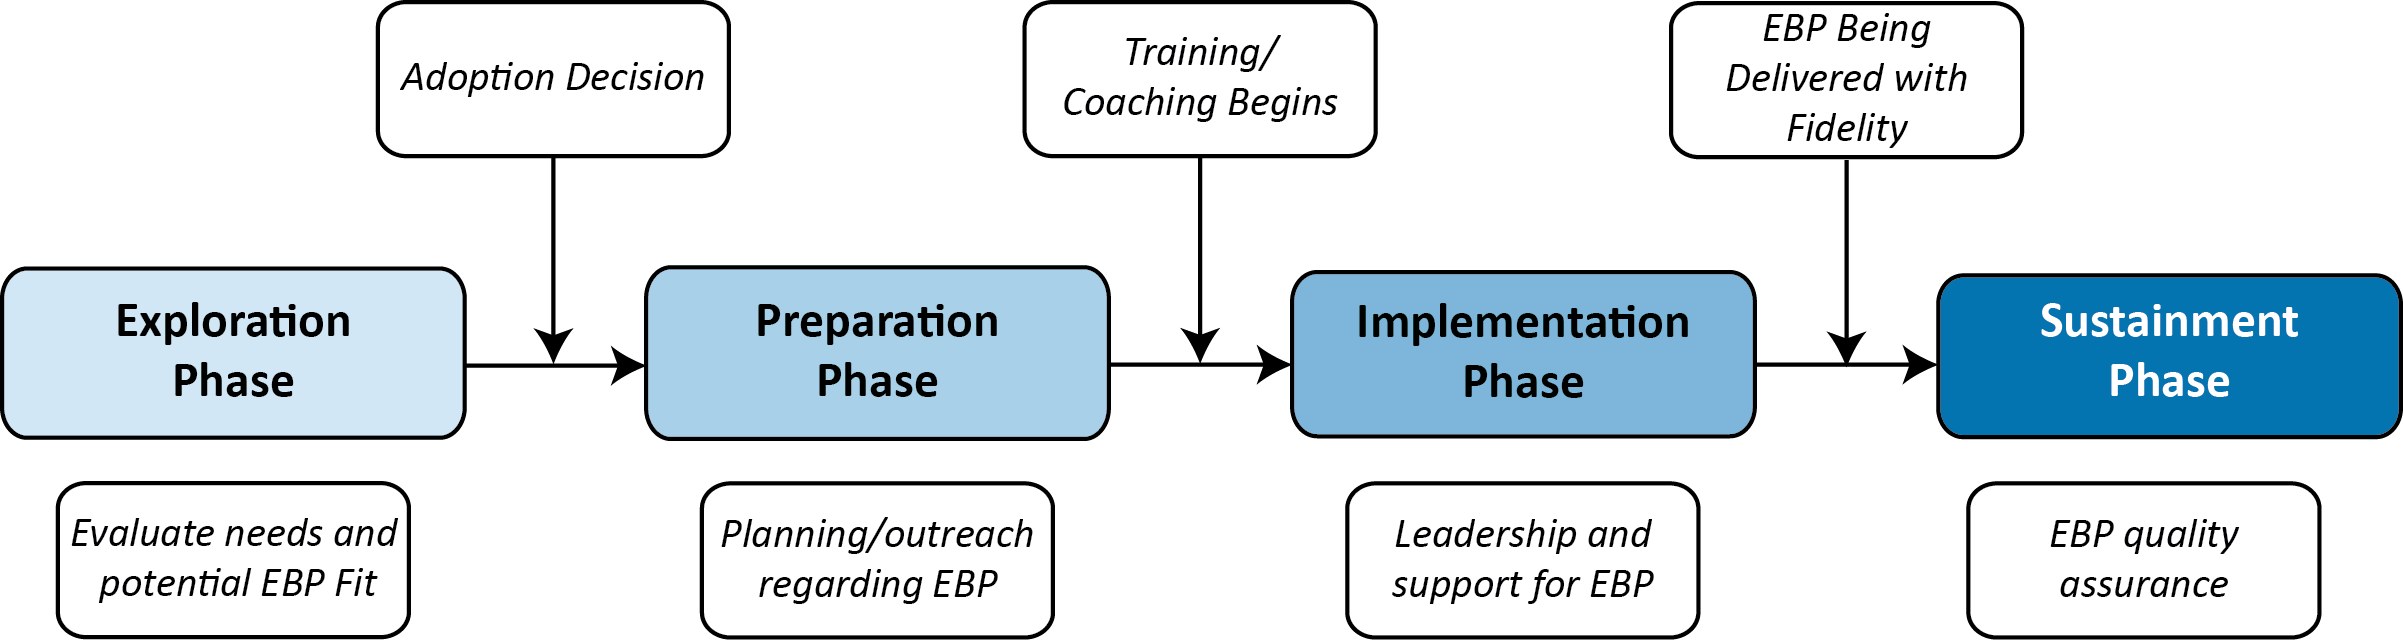 Adoption Decision
Training/
Coaching Begins
EBP Being
Delivered with
Fidelity
Exploration
Phase
Preparation
Phase
Implementation
Phase
Sustainment
Phase
Evaluate needs and
potential EBP Fit
Planning/outreach
regarding EBP
Leadership and
support for EBP
EBP quality
assurance